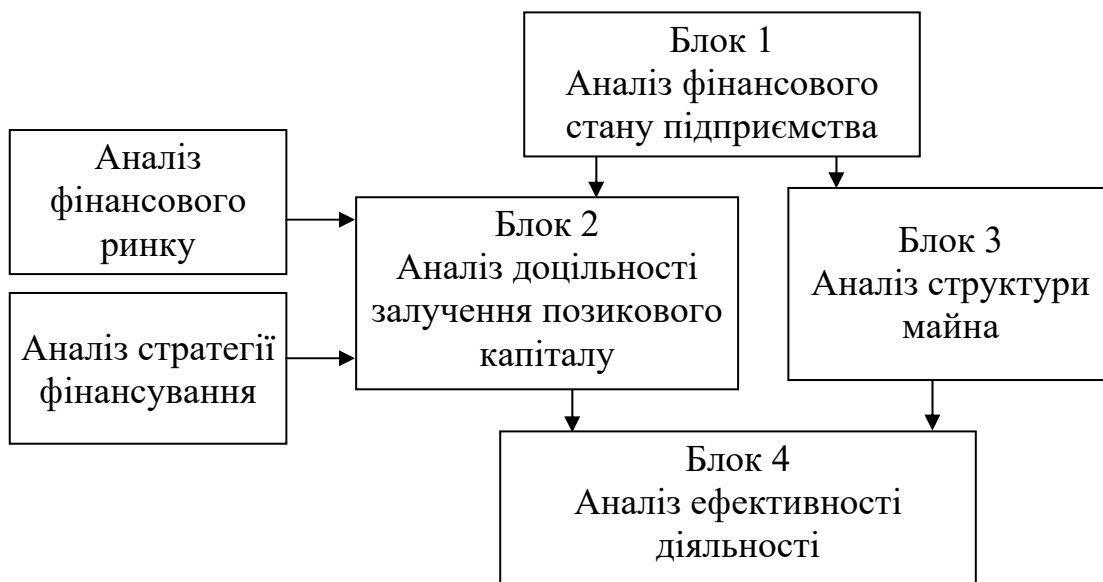 Блок 1
Аналіз фінансового
стану підприємства
Аналіз
фінансового
ринку
Блок 2
Аналіз доцільності
залучення позикового
капіталу
Блок 3
Аналіз структури
майна
Аналіз стратегії
фінансування
Блок 4
Аналіз ефективності
діяльності